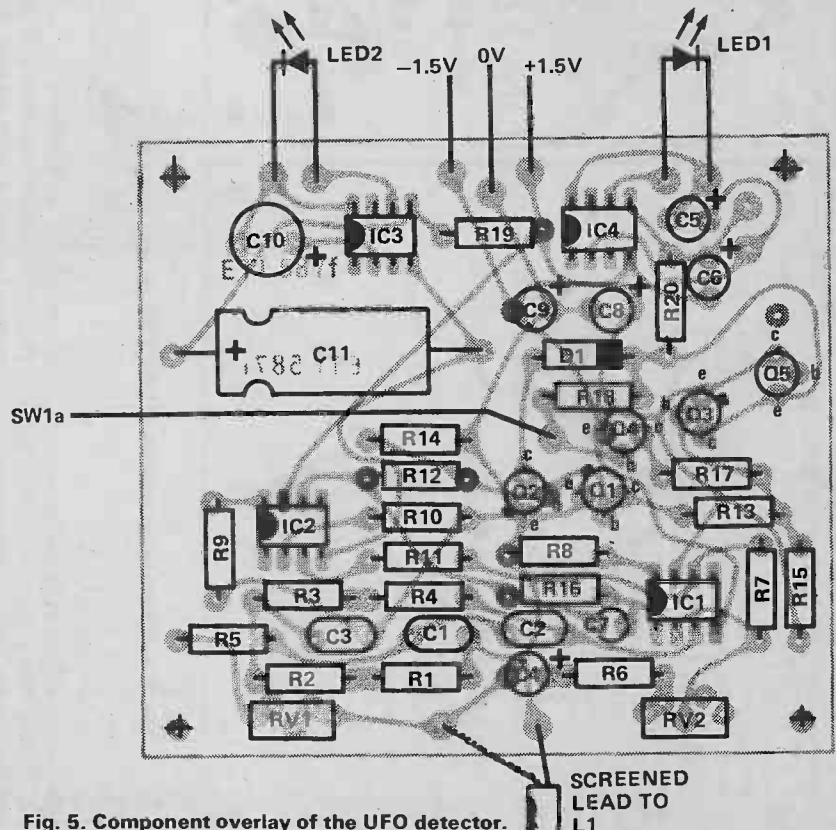 LED2
LED1
−1.5V
0V
+1.5V
+
C5
C10
IC3
R19
IC4
+
+
C6
R20
+
+
C9
C8
+
C11
D1
c
Q5
b
e
R18
SW1a
e
Q3
b
c
R14
e
Q4
b
c
R12
Q2
e
Q1
c
b
e
R17
R10
R13
IC2
R9
R11
R8
R7
R15
R3
R4
R16
IC1
R5
C3
C1
C2
C7
+
R2
R1
R6
RV1
RV2
SCREENED
LEAD TO
L1
Fig. 5. Component overlay of the UFO detector.